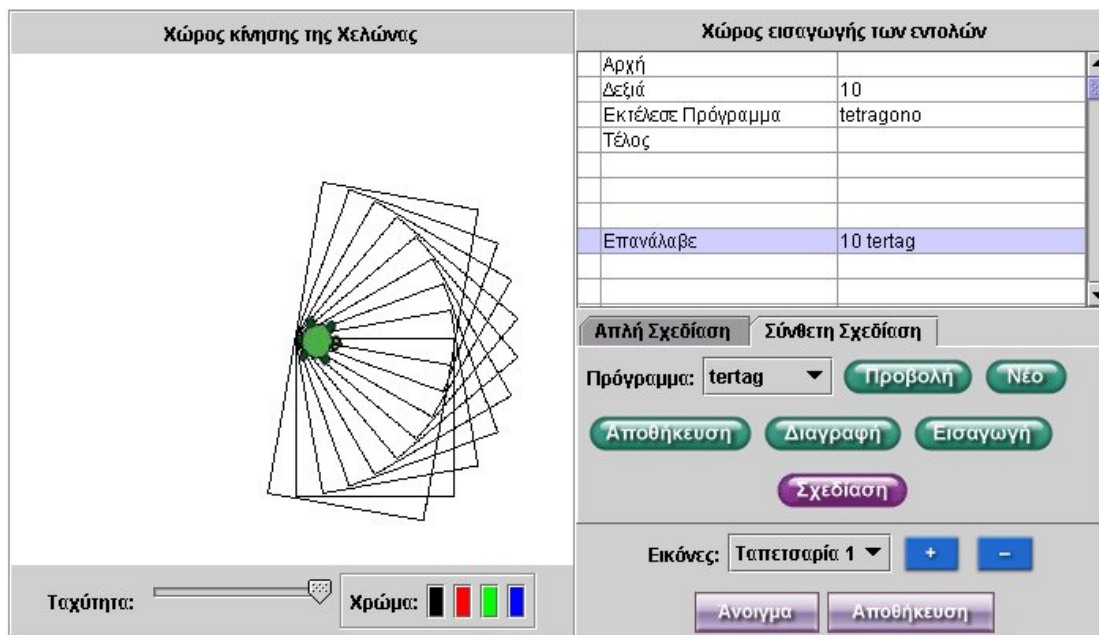 Χώρος κίνησης της Χελώνας
Χώρος εισαγωγής των εντολών
Αρχή
Δεξιά 10
Εκτέλεσε Πρόγραμμα tetragono
Τέλος
Επανάλαβε 10 tertag
Απλή Σχεδίαση Σύνθετη Σχεδίαση
Πρόγραμμα: tertag Προβολή Νέο
Αποθήκευση Διαγραφή Εισαγωγή
Σχεδίαση
Εικόνες: Ταπετσαρία 1 + −
Ταχύτητα: Χρώμα:
Άνοιγμα Αποθήκευση